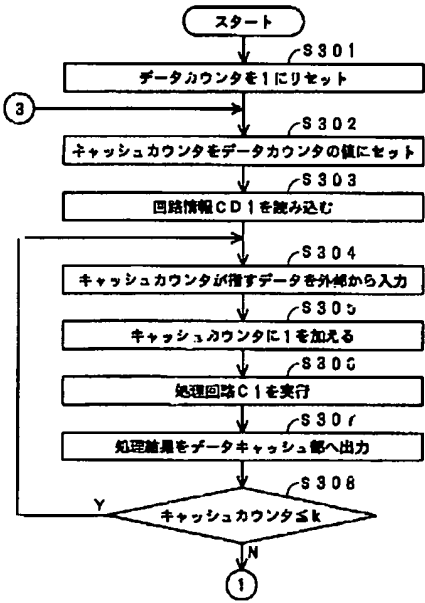 スタート
S301
データカウンタを1にリセット
3
S302
キャッシュカウンタをデータカウンタの値にセット
S303
回路情報CD1を読み込む
S304
キャッシュカウンタが指すデータを外部から入力
S305
キャッシュカウンタに1を加える
S306
処理回路C1を実行
S307
処理結果をデータキャッシュ部へ出力
S308
Y
キャッシュカウンタ≦k
N
1